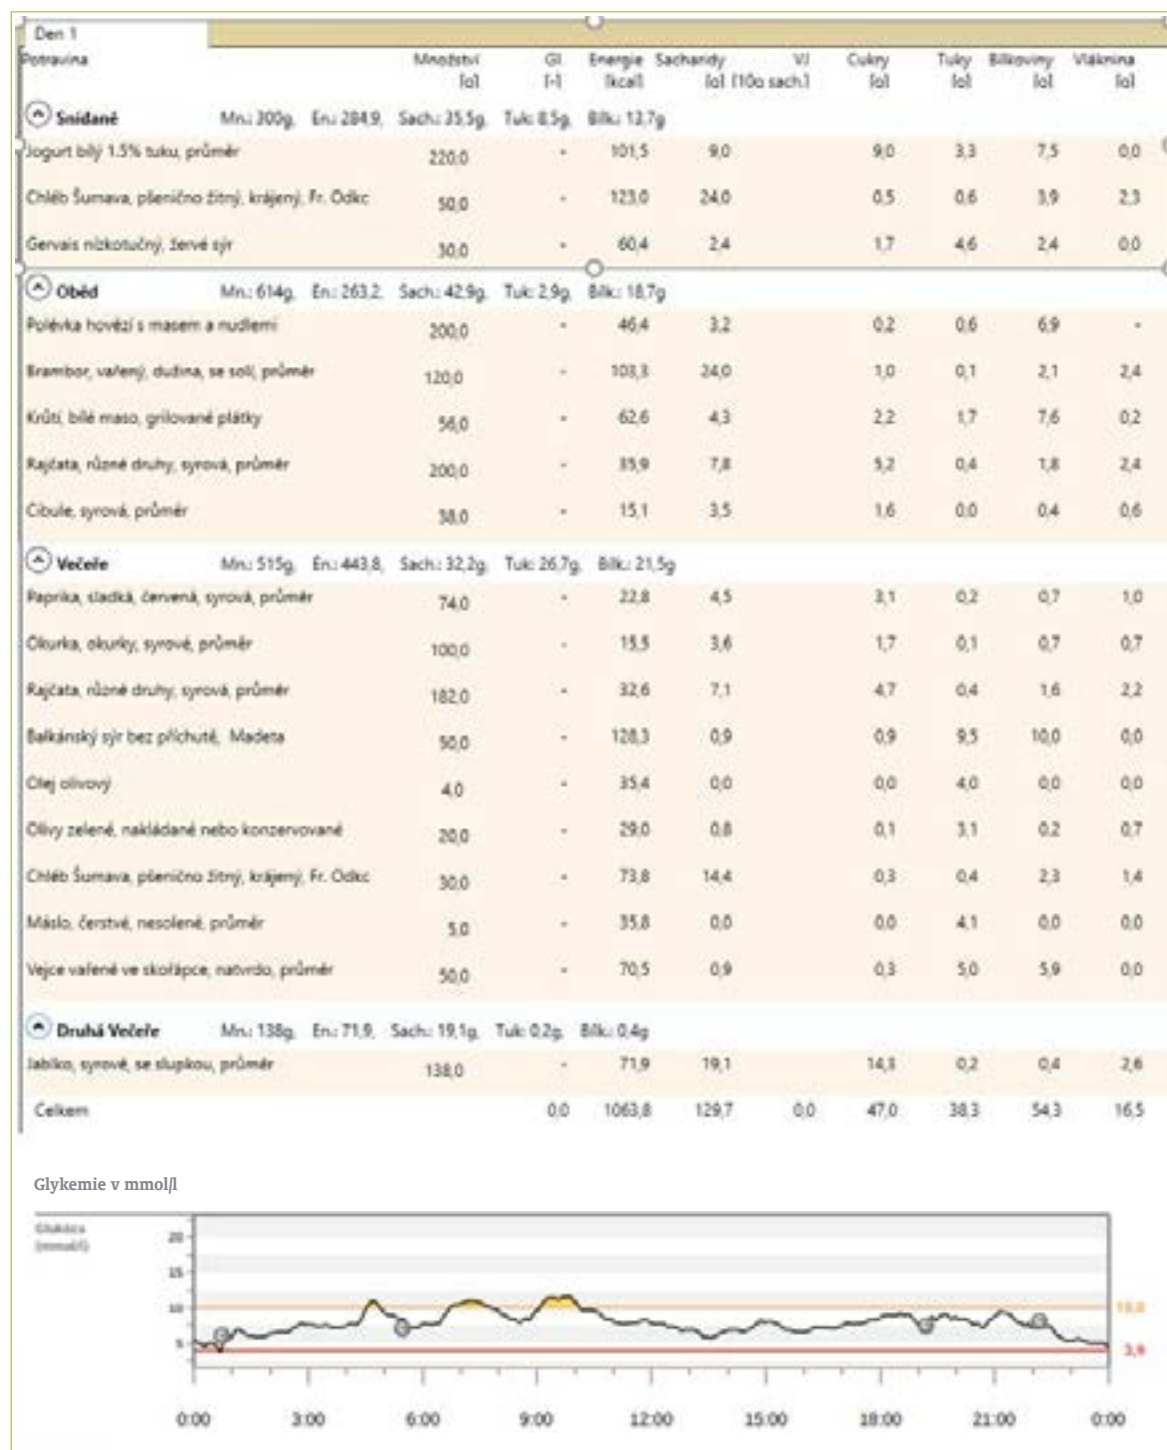 Den 1
Potravina Množství GI Energie Sacharidy VJ Cukry Tuky Bílkoviny Vláknina
[g] [-] [kcal] [g] [10g sach.] [g] [g] [g] [g]
Snídaně Mn.: 300g, En.: 284,9, Sach.: 35,5g, Tuk: 8,5g, Bílk.: 13,7g
Jogurt bílý 1.5% tuku, průměr 220,0 - 101,5 9,0 9,0 3,3 7,5 0,0
Chléb Šumava, pšenično žitný, krájený, Fr. Odkc 50,0 - 123,0 24,0 0,5 0,6 3,9 2,3
Gervais nízkotučný, žervé sýr 30,0 - 60,4 2,4 1,7 4,6 2,4 0,0
Oběd Mn.: 614g, En.: 263,2, Sach.: 42,9g, Tuk: 2,9g, Bílk.: 18,7g
Polévka hovězí s masem a nudlemi 200,0 - 46,4 3,2 0,2 0,6 6,9 -
Brambor, vařený, dužina, se solí, průměr 120,0 - 103,3 24,0 1,0 0,1 2,1 2,4
Krůtí, bílé maso, grilované plátky 56,0 - 62,6 4,3 2,2 1,7 7,6 0,2
Rajčata, různé druhy, syrová, průměr 200,0 - 35,9 7,8 5,2 0,4 1,8 2,4
Cibule, syrová, průměr 38,0 - 15,1 3,5 1,6 0,0 0,4 0,6
Večeře Mn.: 515g, En.: 443,8, Sach.: 32,2g, Tuk: 26,7g, Bílk.: 21,5g
Paprika, sladká, červená, syrová, průměr 74,0 - 22,8 4,5 3,1 0,2 0,7 1,0
Okurka, okurky, syrové, průměr 100,0 - 15,5 3,6 1,7 0,1 0,7 0,7
Rajčata, různé druhy, syrová, průměr 182,0 - 32,6 7,1 4,7 0,4 1,6 2,2
Balkánský sýr bez příchutě, Madeta 50,0 - 128,3 0,9 0,9 9,5 10,0 0,0
Olej olivový 4,0 - 35,4 0,0 0,0 4,0 0,0 0,0
Olivy zelené, nakládané nebo konzervované 20,0 - 29,0 0,8 0,1 3,1 0,2 0,7
Chléb Šumava, pšenično žitný, krájený, Fr. Odkc 30,0 - 73,8 14,4 0,3 0,4 2,3 1,4
Máslo, čerstvé, nesolené, průměr 5,0 - 35,8 0,0 0,0 4,1 0,0 0,0
Vejce vařené ve skořápce, natvrdo, průměr 50,0 - 70,5 0,9 0,3 5,0 5,9 0,0
Druhá Večeře Mn.: 138g, En.: 71,9, Sach.: 19,1g, Tuk: 0,2g, Bílk.: 0,4g
Jablko, syrové, se slupkou, průměr 138,0 - 71,9 19,1 14,3 0,2 0,4 2,6
Celkem 0,0 1063,8 129,7 0,0 47,0 38,3 54,3 16,5
Glykemie v mmol/l
Glukóza
(mmol/l)
20
15
10 10,0
5
3,9
0:00 3:00 6:00 9:00 12:00 15:00 18:00 21:00 0:00